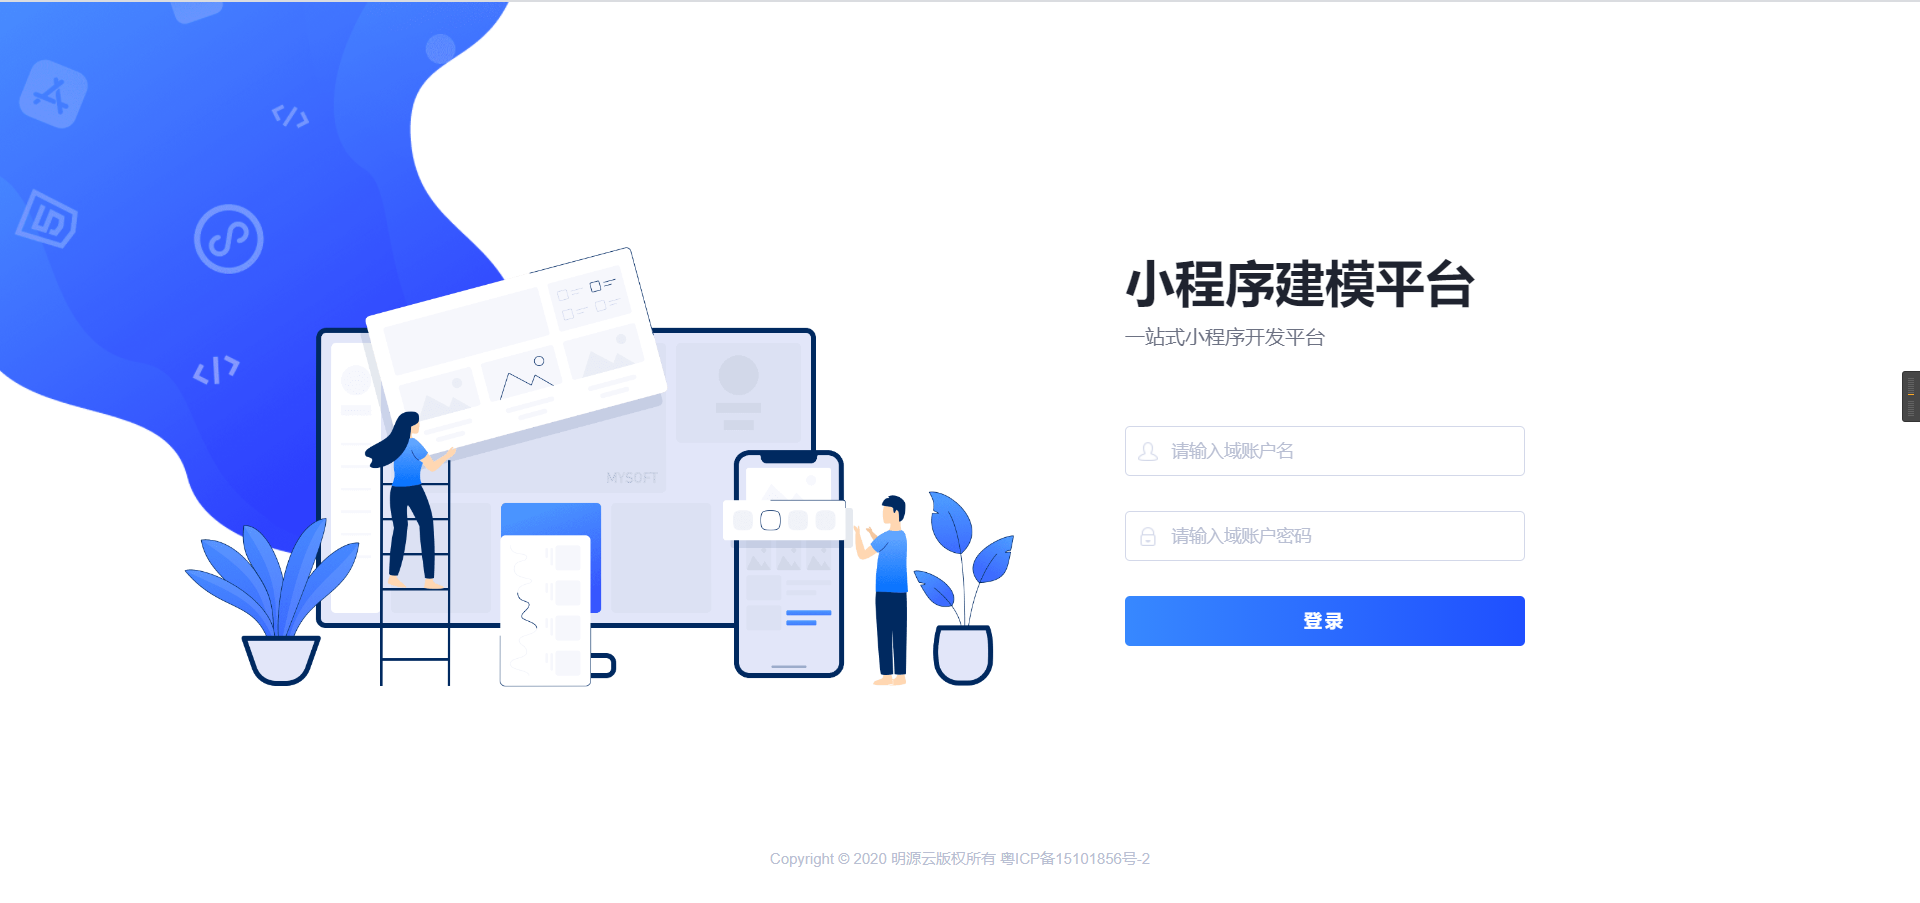 小程序建模平台
一站式小程序开发平台
MYSOFT
请输入域账户名
请输入域账户密码
登录
Copyright © 2020 明源云版权所有 粤ICP备15101856号-2